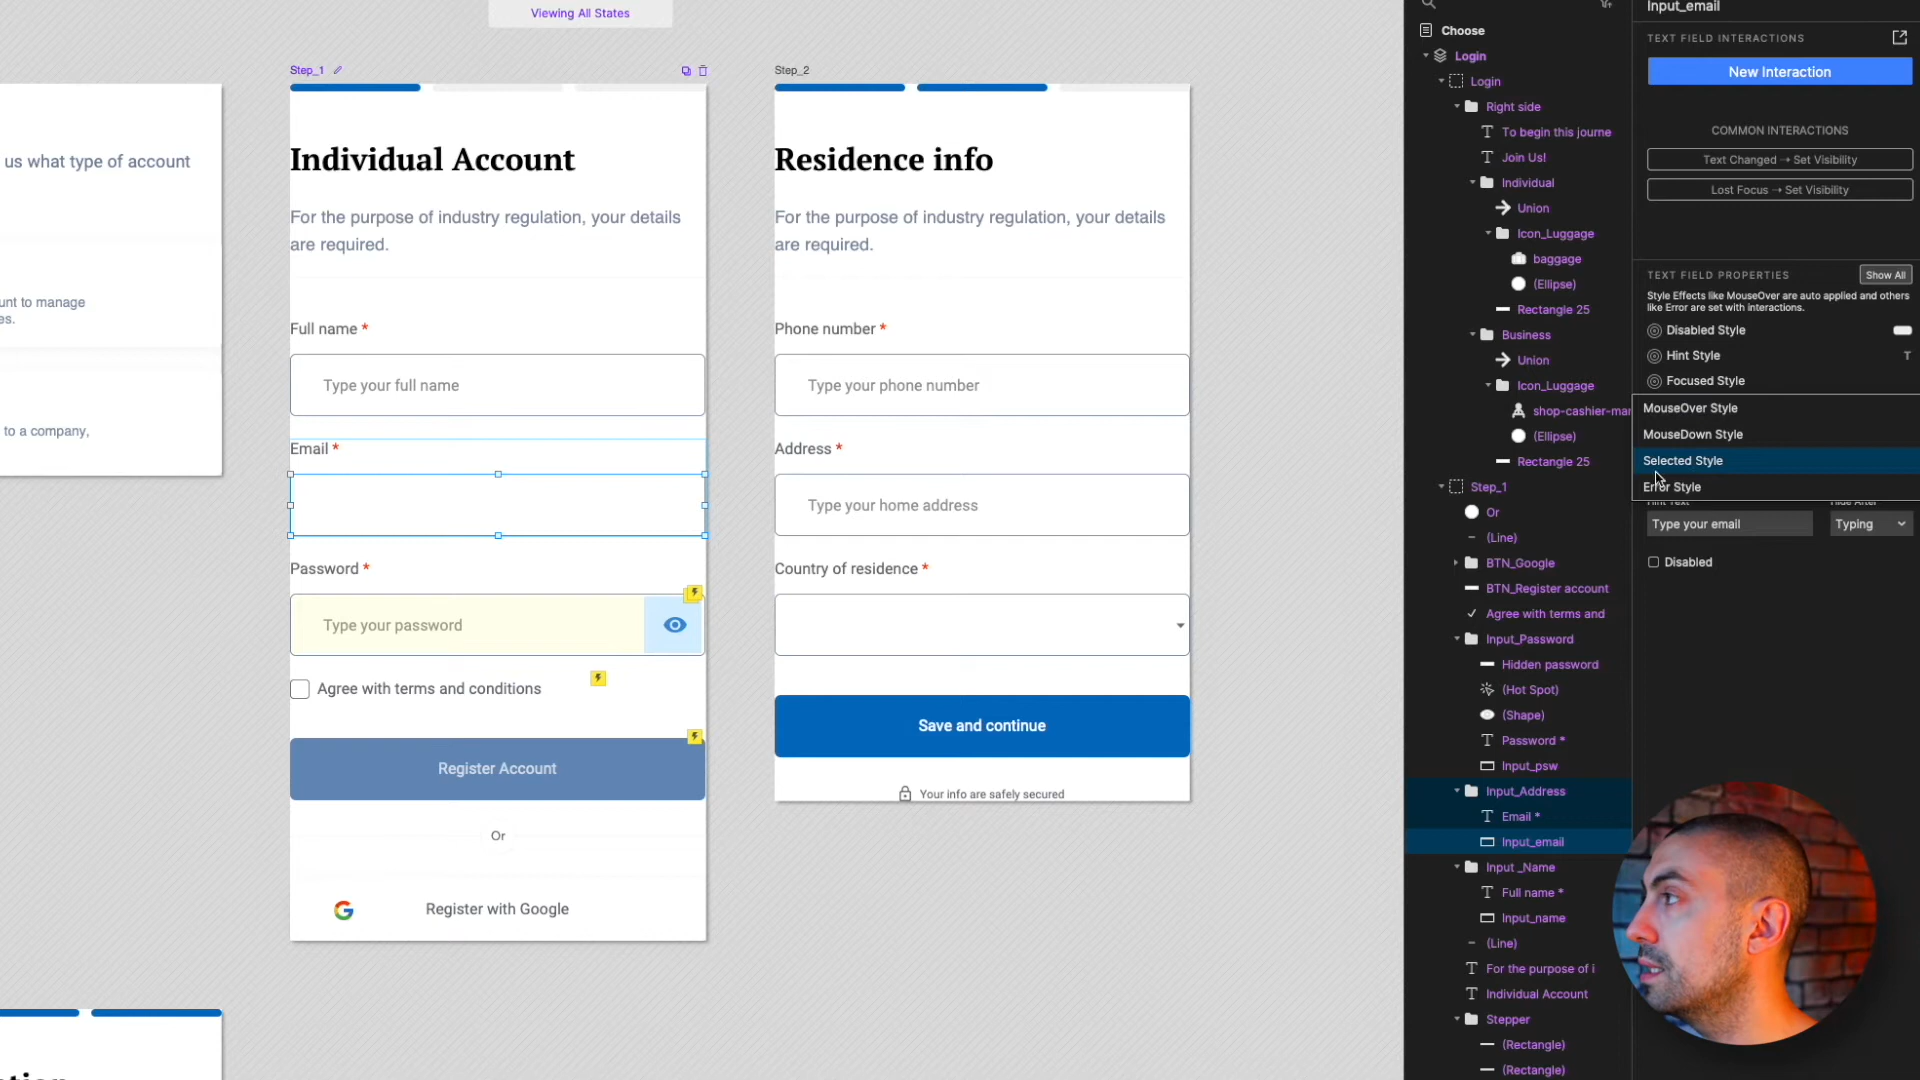 Viewing All States
us what type of account
unt to manage
es.
to a company,
Step_1
Individual Account
For the purpose of industry regulation, your details
are required.
Full name *
Type your full name
Email *
Password *
Type your password
Agree with terms and conditions
Register Account
Or
Register with Google
Step_2
Residence info
For the purpose of industry regulation, your details
are required.
Phone number *
Type your phone number
Address *
Type your home address
Country of residence *
Save and continue
Your info are safely secured
Choose
Login
Login
Right side
To begin this journe
Join Us!
Individual
Union
Icon_Luggage
baggage
(Ellipse)
Rectangle 25
Business
Union
Icon_Luggage
shop-cashier-man
(Ellipse)
Rectangle 25
Step_1
Or
(Line)
BTN_Google
BTN_Register account
Agree with terms and
Input_Password
Hidden password
(Hot Spot)
(Shape)
Password *
Input_psw
Input_Address
Email *
Input_email
Input _Name
Full name *
Input_name
(Line)
For the purpose of i
Individual Account
Stepper
(Rectangle)
(Rectangle)
Input_email
TEXT FIELD INTERACTIONS
New Interaction
COMMON INTERACTIONS
Text Changed → Set Visibility
Lost Focus → Set Visibility
TEXT FIELD PROPERTIES
Show All
Style Effects like MouseOver are auto applied and others
like Error are set with interactions.
Disabled Style
Hint Style
Focused Style
MouseOver Style
MouseDown Style
Selected Style
Error Style
Type your email
Typing
Disabled